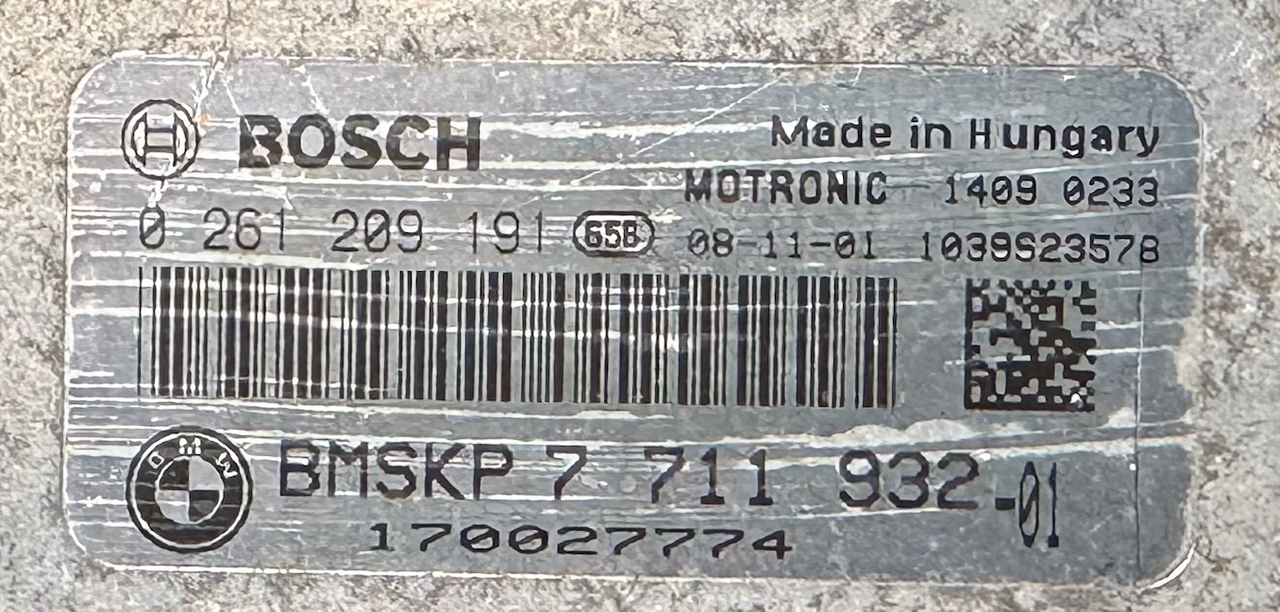 BOSCH
Made in Hungary
MOTRONIC 1409 0233
0 261 209 191 658 08-11-01 1039S23578
BMW
BMSKP 7 711 932-01
170027774